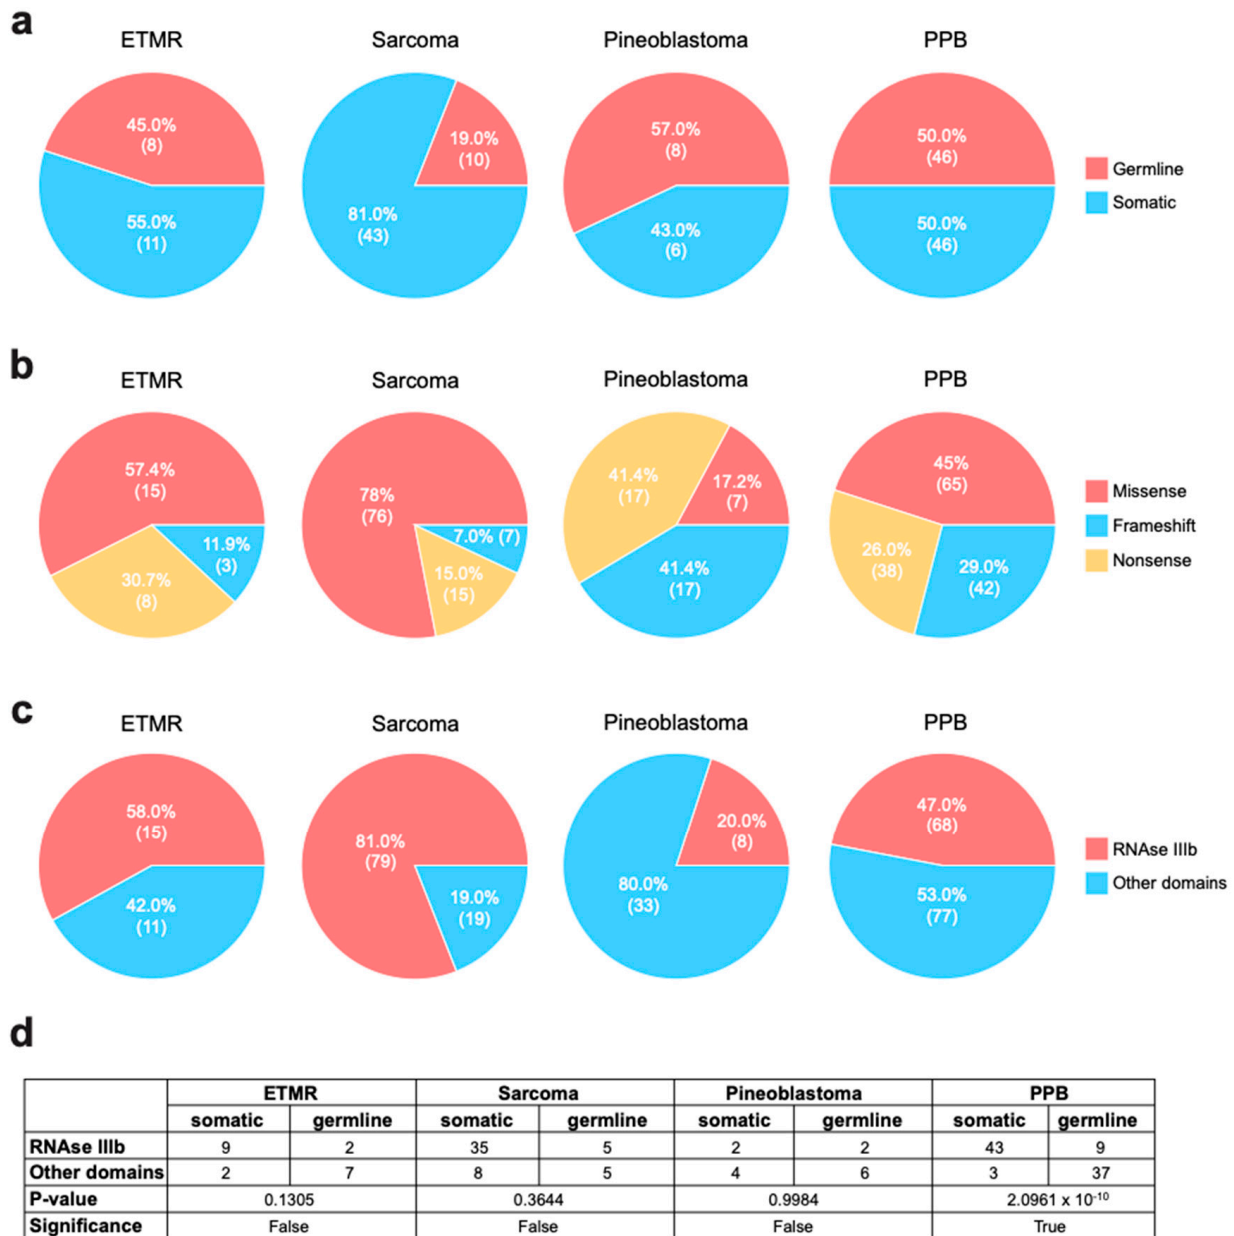 a
ETMR
Sarcoma
Pineoblastoma
PPB
45.0%
(8)
55.0%
(11)
19.0%
(10)
81.0%
(43)
57.0%
(8)
43.0%
(6)
50.0%
(46)
50.0%
(46)
Germline
Somatic
b
ETMR
Sarcoma
Pineoblastoma
PPB
57.4%
(15)
11.9%
(3)
30.7%
(8)
78%
(76)
7.0% (7)
15.0%
(15)
41.4%
(17)
17.2%
(7)
41.4%
(17)
45%
(65)
26.0%
(38)
29.0%
(42)
Missense
Frameshift
Nonsense
c
ETMR
Sarcoma
Pineoblastoma
PPB
58.0%
(15)
42.0%
(11)
81.0%
(79)
19.0%
(19)
20.0%
(8)
80.0%
(33)
47.0%
(68)
53.0%
(77)
RNAse IIIb
Other domains
d
ETMR Sarcoma Pineoblastoma PPB
somatic germline somatic germline somatic germline somatic germline
RNAse IIIb 9 2 35 5 2 2 43 9
Other domains 2 7 8 5 4 6 3 37
P-value 0.1305 0.3644 0.9984 2.0961 x 10⁻¹⁰
Significance False False False True